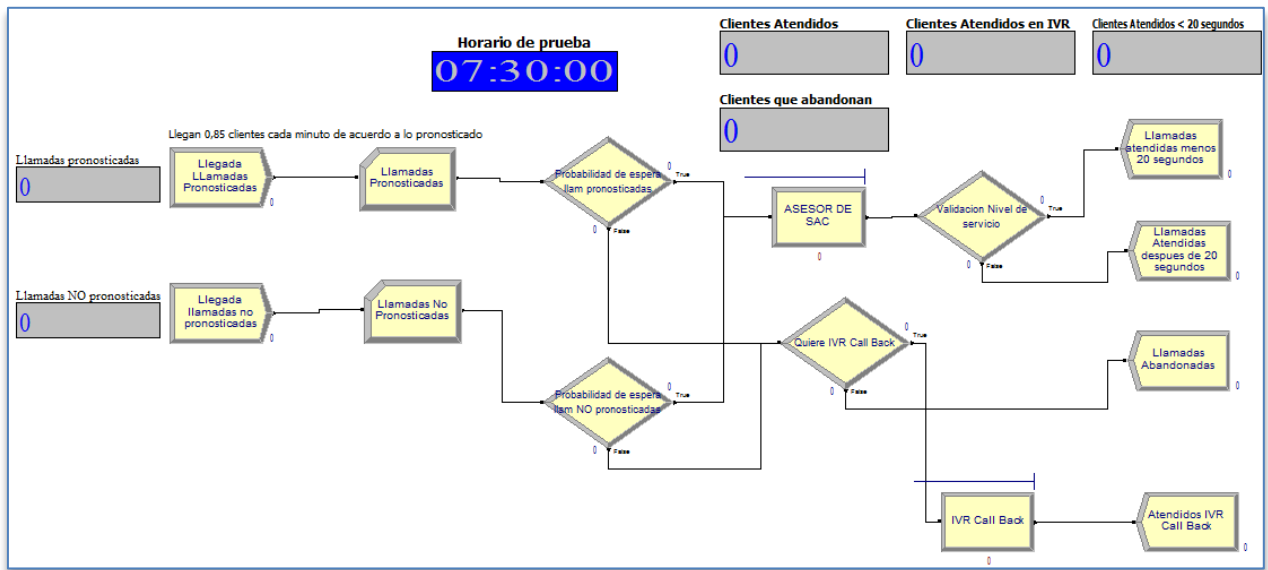 Clientes Atendidos
0
Clientes Atendidos en IVR
0
Clientes Atendidos < 20 segundos
0
Horario de prueba
07:30:00
Clientes que abandonan
0
Llegan 0,85 clientes cada minuto de acuerdo a lo pronosticado
Llamadas pronosticadas
0
Llegada
LLamadas
Pronosticadas
0
Llamadas
Pronosticadas
Probabilidad de espera
llam pronosticadas
0
True
0
False
ASESOR DE
SAC
0
Validacion Nivel de
servicio
0
True
0
False
Llamadas
atendidas menos
20 segundos
0
Llamadas
Atendidas
despues de 20
segundos
0
Llamadas NO pronosticadas
0
Llegada
llamadas no
pronosticadas
0
Llamadas No
Pronosticadas
Probabilidad de espera
llam NO pronosticadas
0
True
0
False
Quiere IVR Call Back
0
True
0
False
Llamadas
Abandonadas
0
IVR Call Back
0
Atendidos IVR
Call Back
0